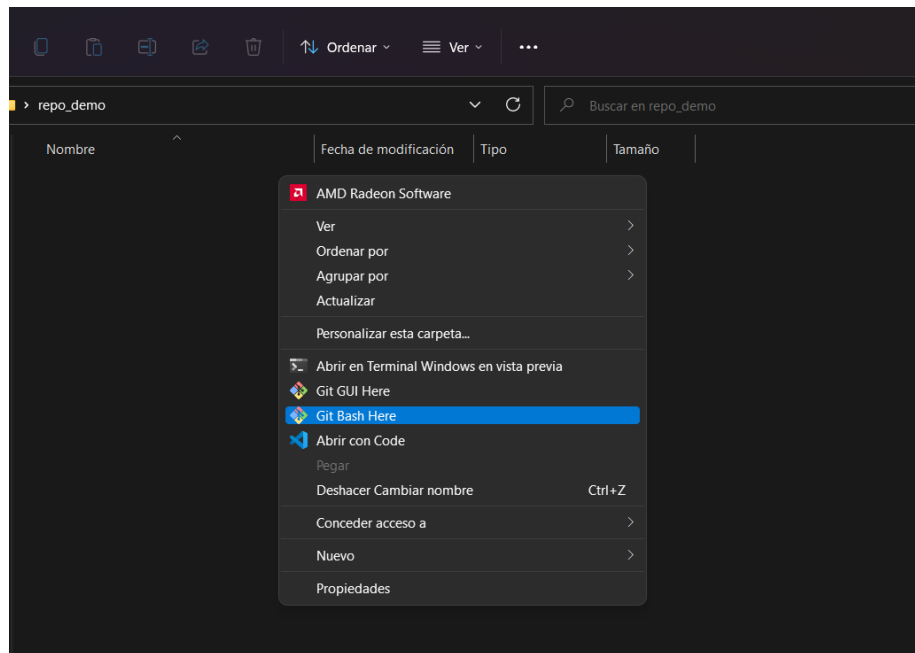 Ordenar Ver ...
repo_demo Buscar en repo_demo
Nombre Fecha de modificación Tipo Tamaño
AMD Radeon Software
Ver
Ordenar por
Agrupar por
Actualizar
Personalizar esta carpeta...
Abrir en Terminal Windows en vista previa
Git GUI Here
Git Bash Here
Abrir con Code
Pegar
Deshacer Cambiar nombre Ctrl+Z
Conceder acceso a
Nuevo
Propiedades